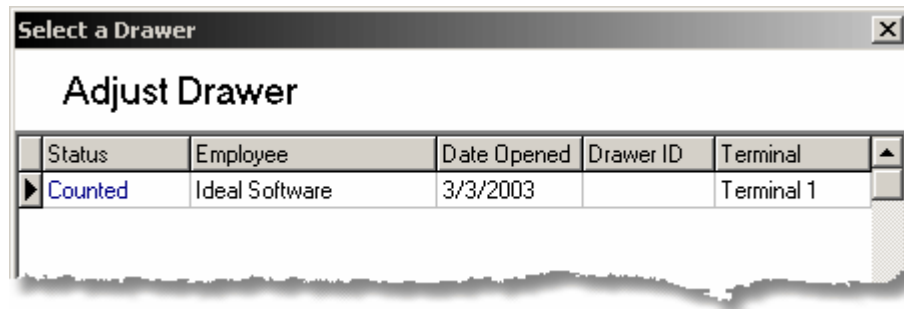 Select a Drawer
Adjust Drawer
Status Employee Date Opened Drawer ID Terminal
Counted Ideal Software 3/3/2003 Terminal 1